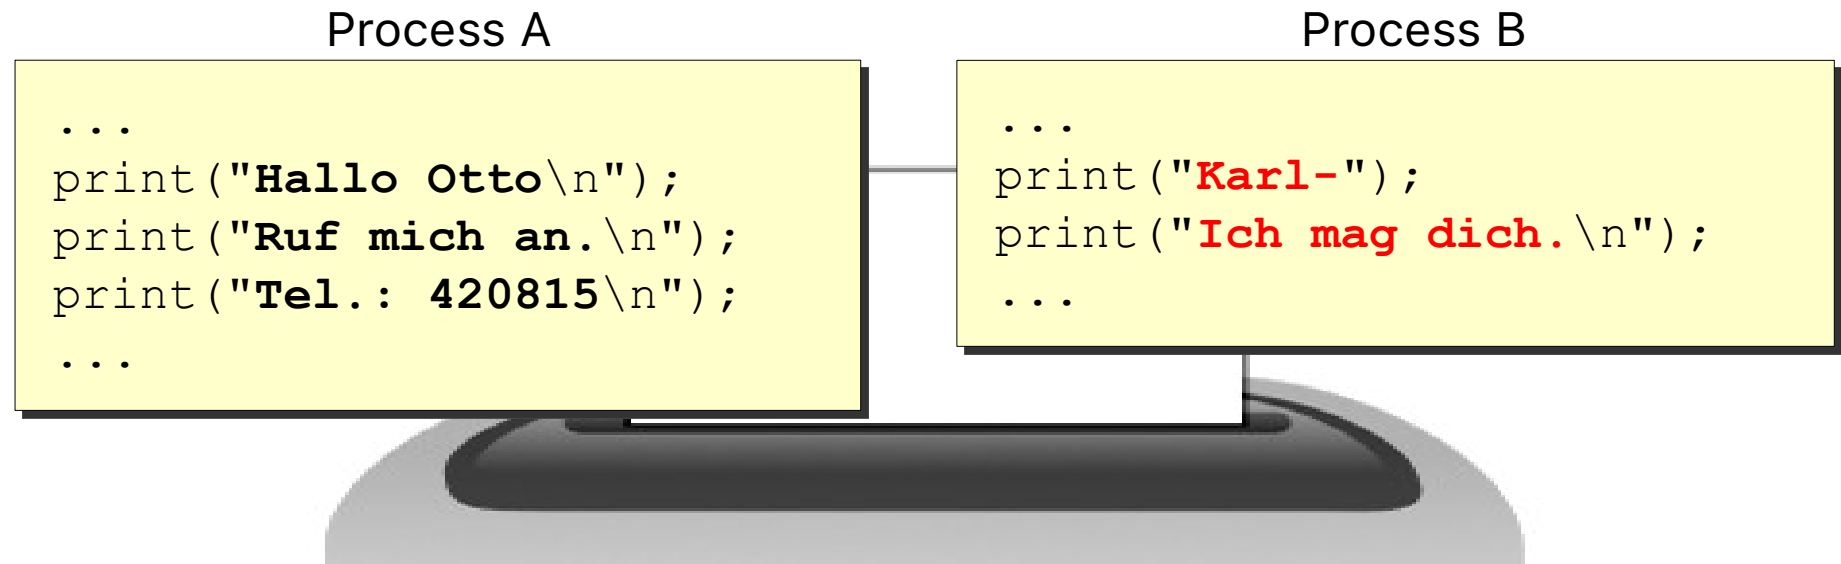 Process A
...
print("Hallo Otto\n");
print("Ruf mich an.\n");
print("Tel.: 420815\n");
...
Process B
...
print("Karl-");
print("Ich mag dich.\n");
...